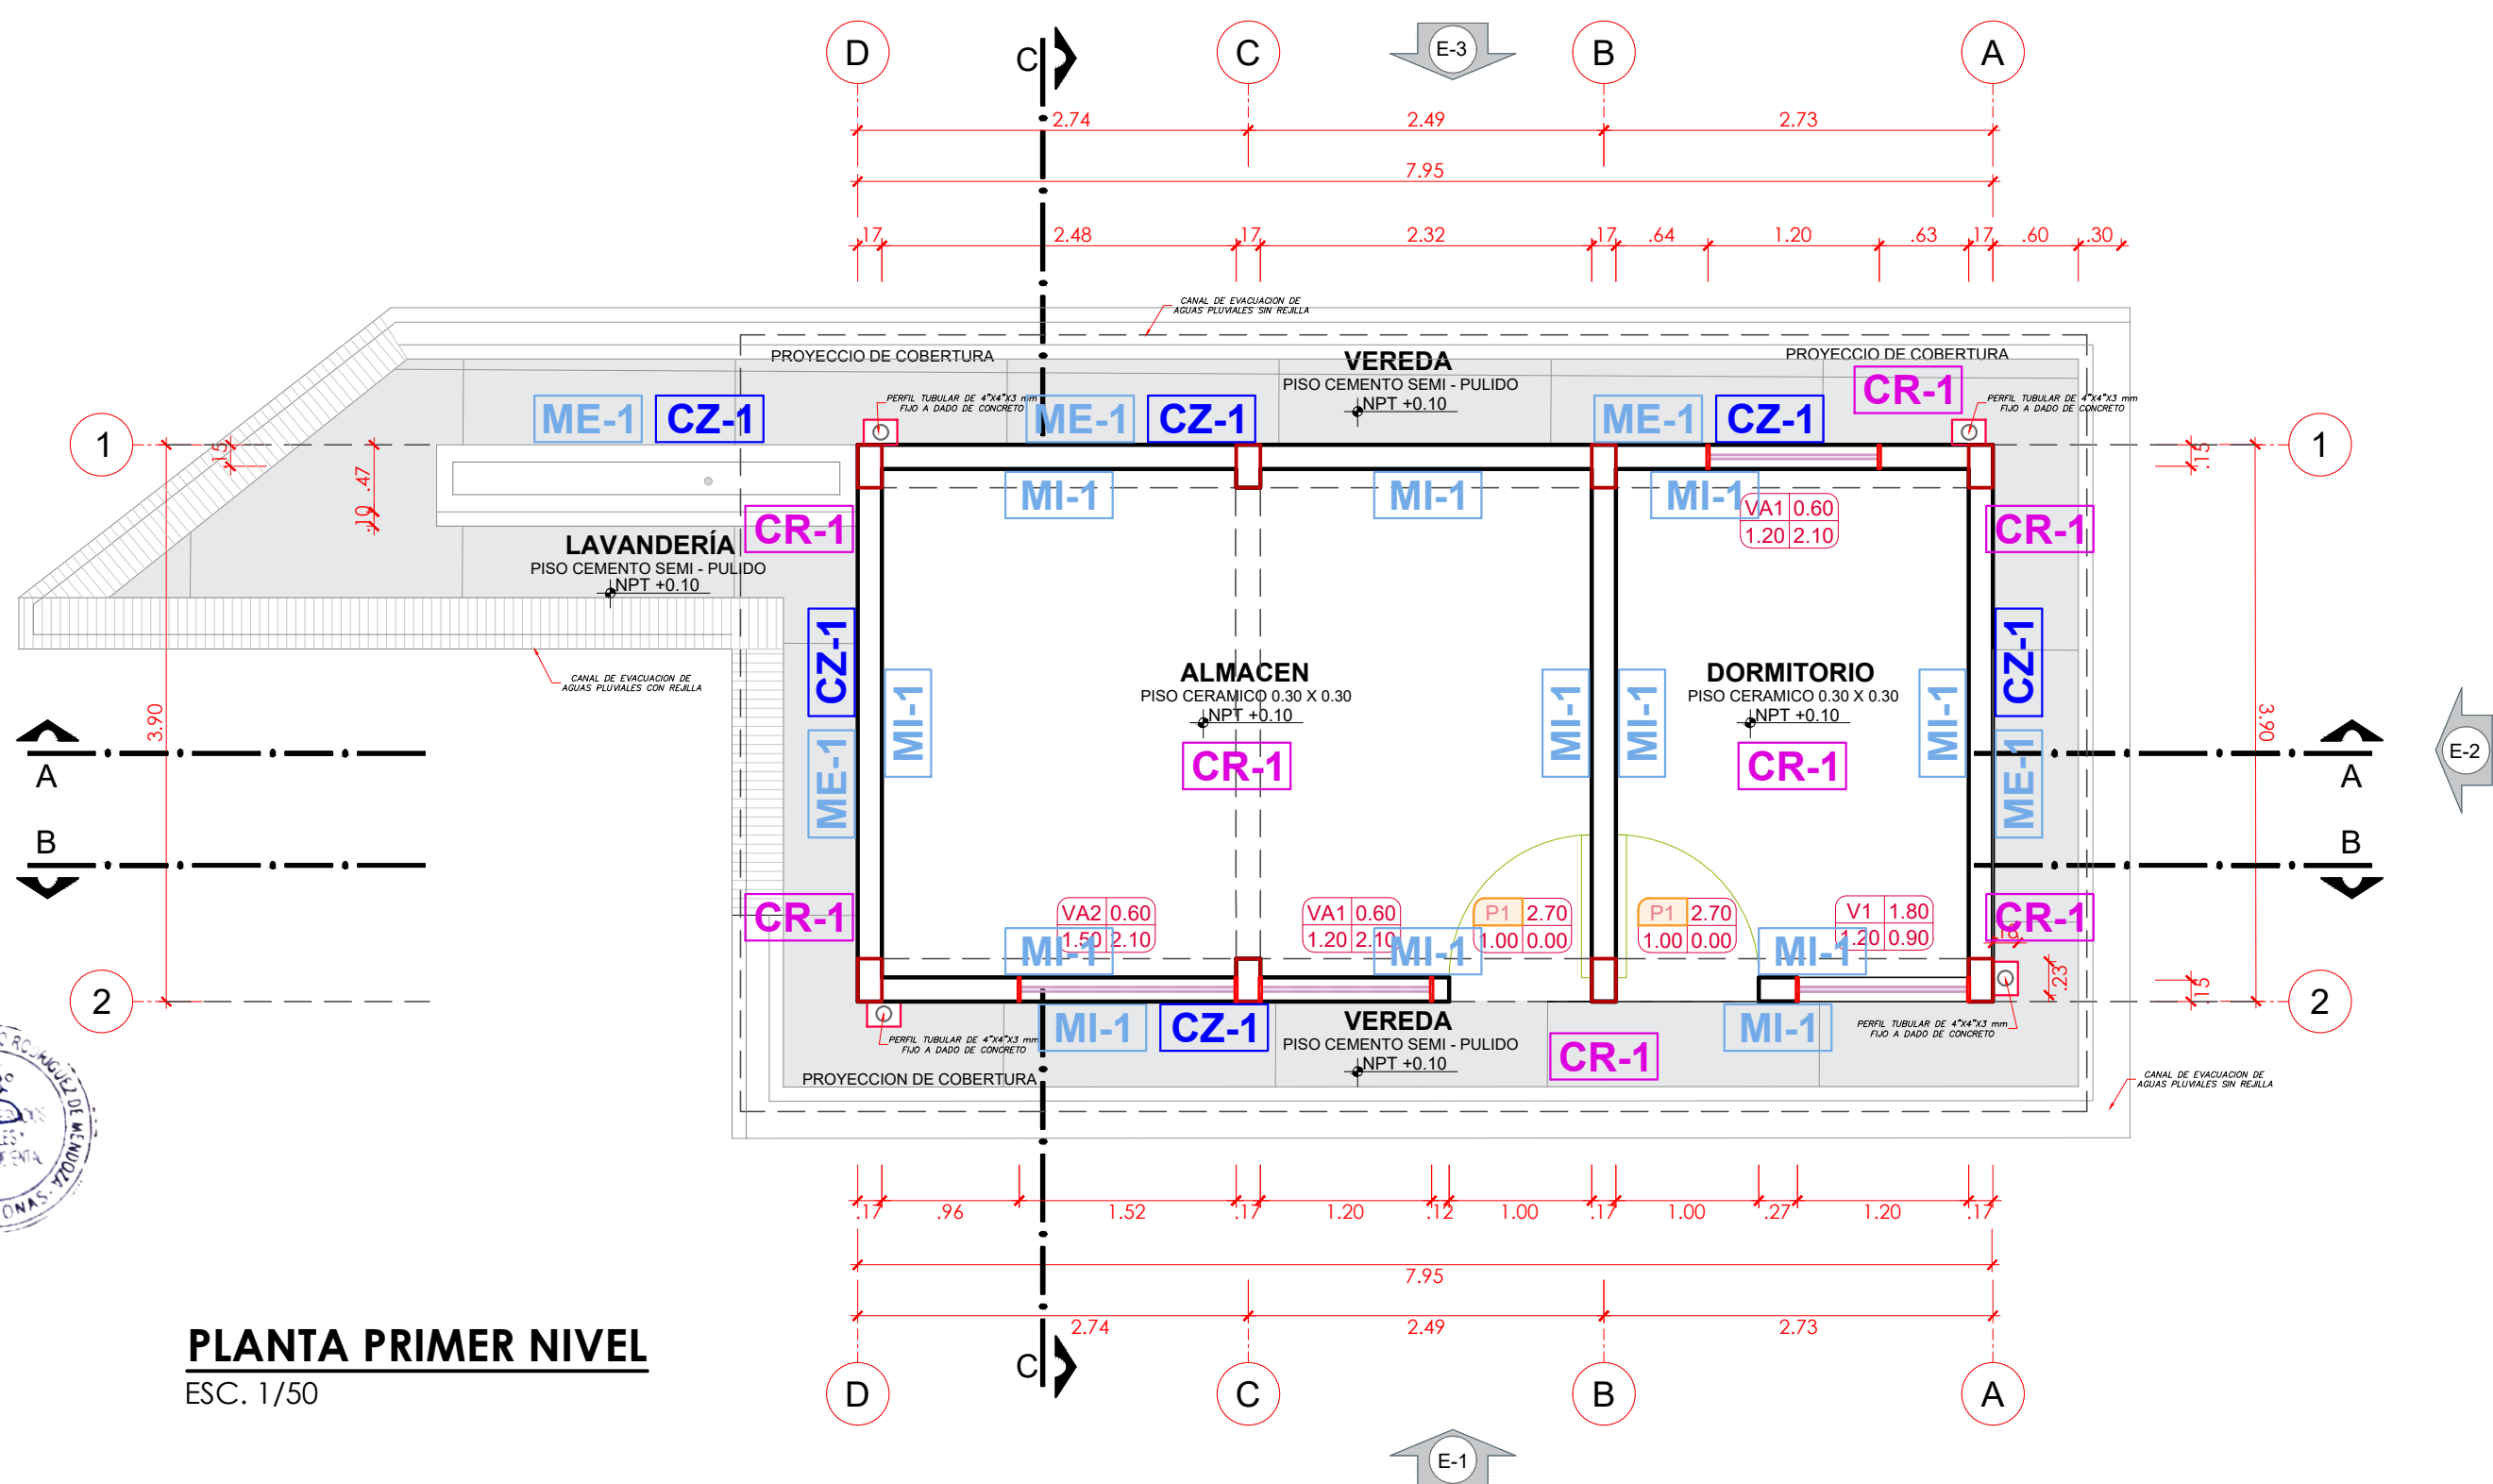 D
C
C
E-3
B
A
2.74
2.49
2.73
7.95
.17
2.48
.17
2.32
.17
.64
1.20
.63
.17
.60
.30
CANAL DE EVACUACION DE
AGUAS PLUVIALES SIN REJILLA
PROYECCIO DE COBERTURA
VEREDA
PISO CEMENTO SEMI - PULIDO
NPT +0.10
PROYECCIO DE COBERTURA
CR-1
ME-1
CZ-1
PERFIL TUBULAR DE 4"X4"X3 mm
FIJO A DADO DE CONCRETO
ME-1
CZ-1
ME-1
CZ-1
PERFIL TUBULAR DE 4"X4"X3 mm
FIJO A DADO DE CONCRETO
1
.15
.47
.10
.15
1
MI-1
MI-1
MI-1
VA1 0.60
1.20 2.10
CR-1
CR-1
LAVANDERÍA
PISO CEMENTO SEMI - PULIDO
NPT +0.10
CANAL DE EVACUACION DE
AGUAS PLUVIALES CON REJILLA
CZ-1
ME-1
MI-1
ALMACEN
PISO CERAMICO 0.30 X 0.30
NPT +0.10
CR-1
MI-1
MI-1
DORMITORIO
PISO CERAMICO 0.30 X 0.30
NPT +0.10
CR-1
MI-1
CZ-1
ME-1
3.90
3.90
A
A
E-2
B
B
CR-1
VA2 0.60
1.50 2.10
MI-1
VA1 0.60
1.20 2.10
MI-1
P1 2.70
1.00 0.00
P1 2.70
1.00 0.00
V1 1.80
1.20 0.90
MI-1
CR-1
.23
.15
2
2
PERFIL TUBULAR DE 4"X4"X3 mm
FIJO A DADO DE CONCRETO
MI-1
CZ-1
VEREDA
PISO CEMENTO SEMI - PULIDO
NPT +0.10
CR-1
MI-1
PERFIL TUBULAR DE 4"X4"X3 mm
FIJO A DADO DE CONCRETO
PROYECCION DE COBERTURA
CANAL DE EVACUACION DE
AGUAS PLUVIALES SIN REJILLA
RODRIGUEZ DE MENDOZA
.17
.96
1.52
.17
1.20
.12
1.00
.17
1.00
.27
1.20
.17
7.95
2.74
2.49
2.73
PLANTA PRIMER NIVEL
ESC. 1/50
C
D
C
B
A
E-1